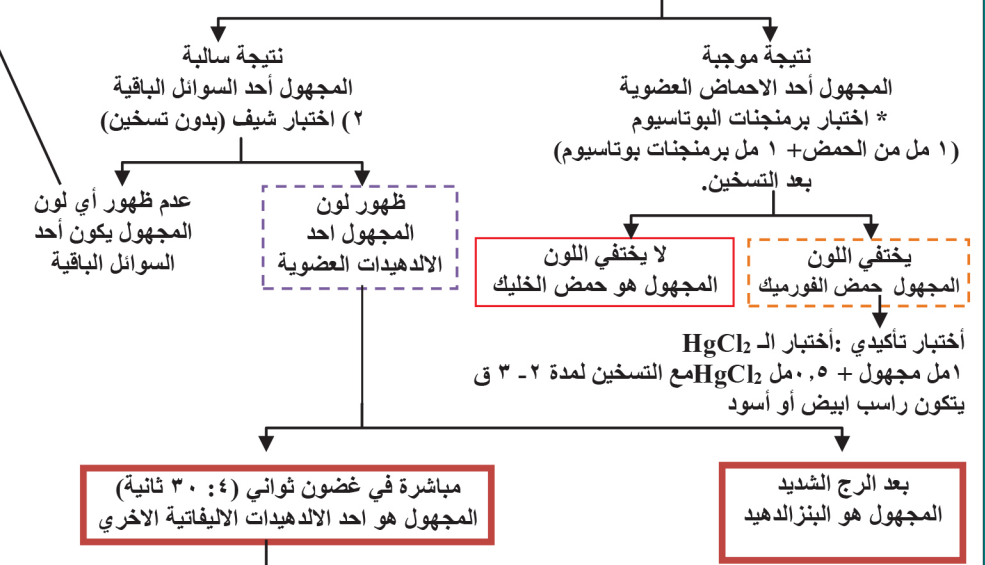 نتيجة موجبة
المجهول أحد الاحماض العضوية
* اختبار برمنجنات البوتاسيوم
(١ مل من الحمض+ ١ مل برمنجنات بوتاسيوم)
بعد التسخين.
نتيجة سالبة
المجهول أحد السوائل الباقية
٢) اختبار شيف (بدون تسخين)
يختفي اللون
المجهول حمض الفورميك
لا يختفي اللون
المجهول هو حمض الخليك
ظهور لون
المجهول احد
الالدهيدات العضوية
عدم ظهور أي لون
المجهول يكون أحد
السوائل الباقية
أختبار تأكيدي :أختبار الـ HgCl₂
١مل مجهول + ٠,٥مل HgCl₂مع التسخين لمدة ٢- ٣ ق
يتكون راسب ابيض أو أسود
بعد الرج الشديد
المجهول هو البنزالدهيد
مباشرة في غضون ثواني (٤: ٣٠ ثانية)
المجهول هو احد الالدهيدات الاليفاتية الاخري